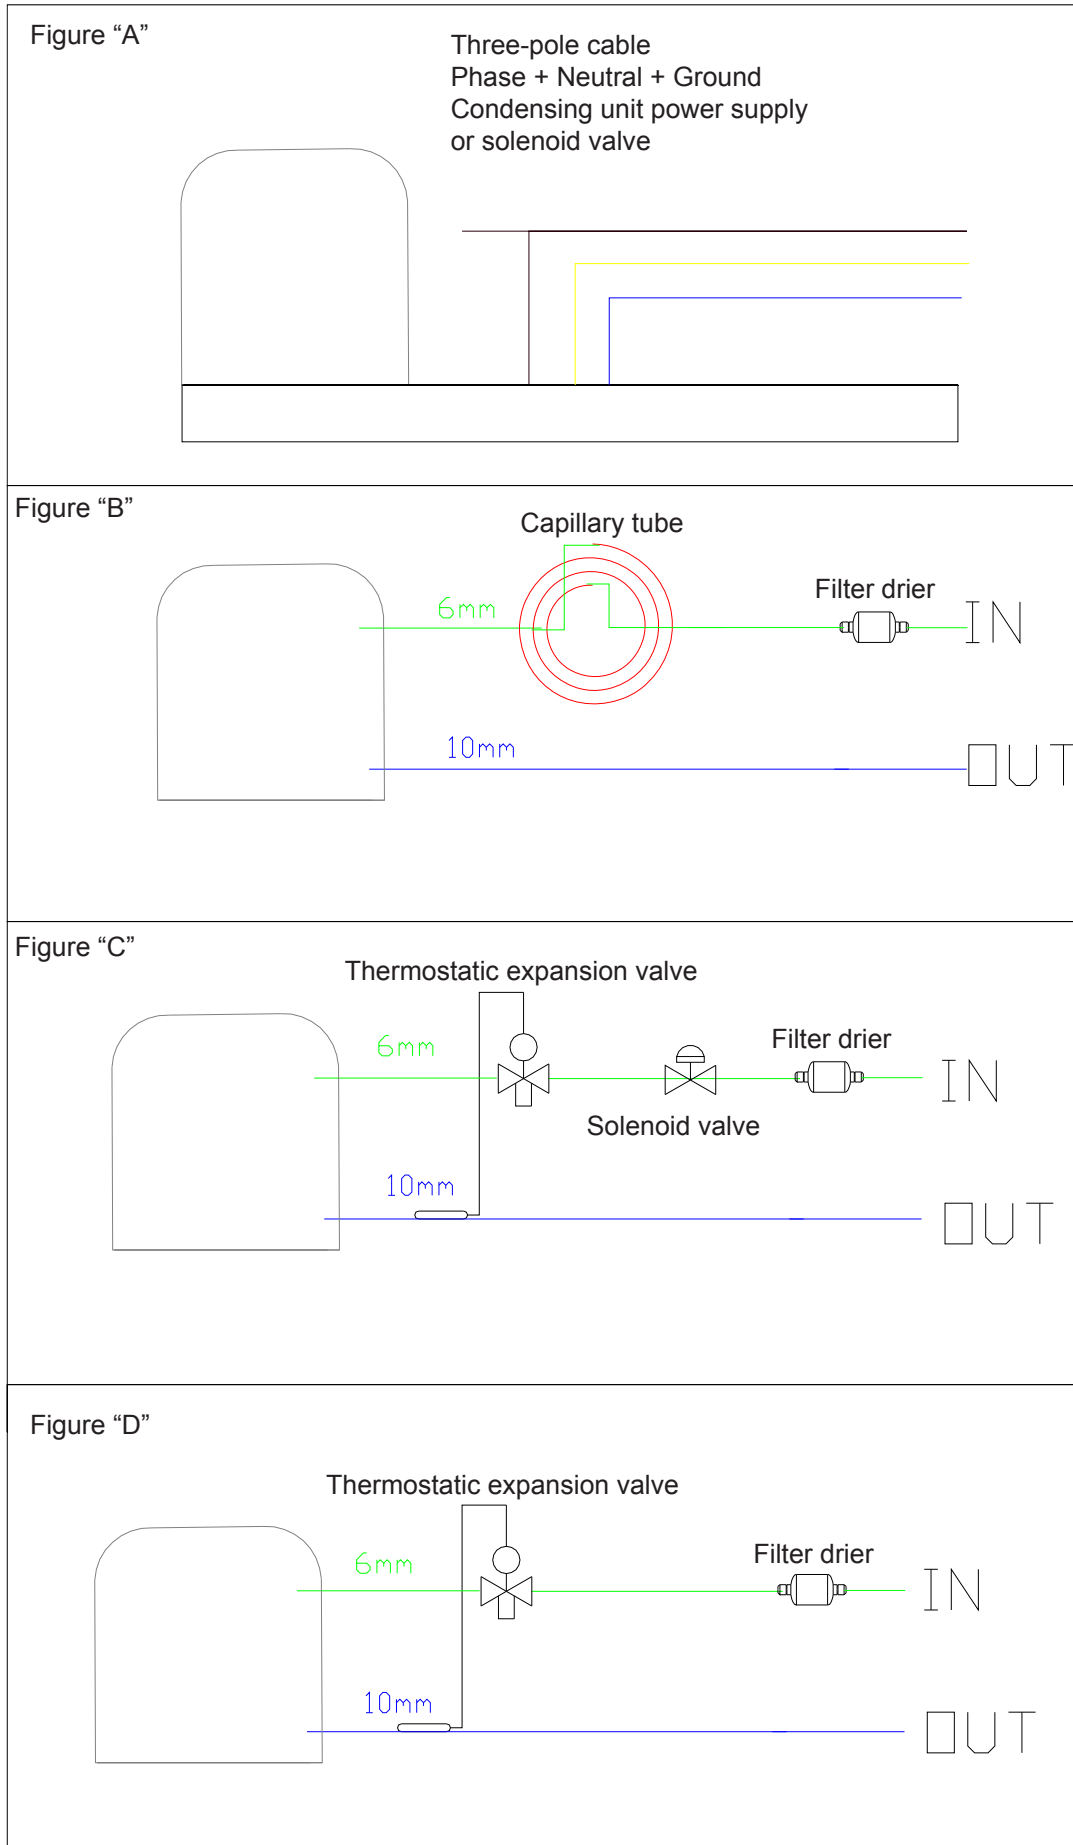 Figure “A”
Three-pole cable
Phase + Neutral + Ground
Condensing unit power supply
or solenoid valve
Figure “B”
Capillary tube
Filter drier
6mm
IN
10mm
OUT
Figure “C”
Thermostatic expansion valve
Filter drier
6mm
IN
Solenoid valve
10mm
OUT
Figure “D”
Thermostatic expansion valve
Filter drier
6mm
IN
10mm
OUT